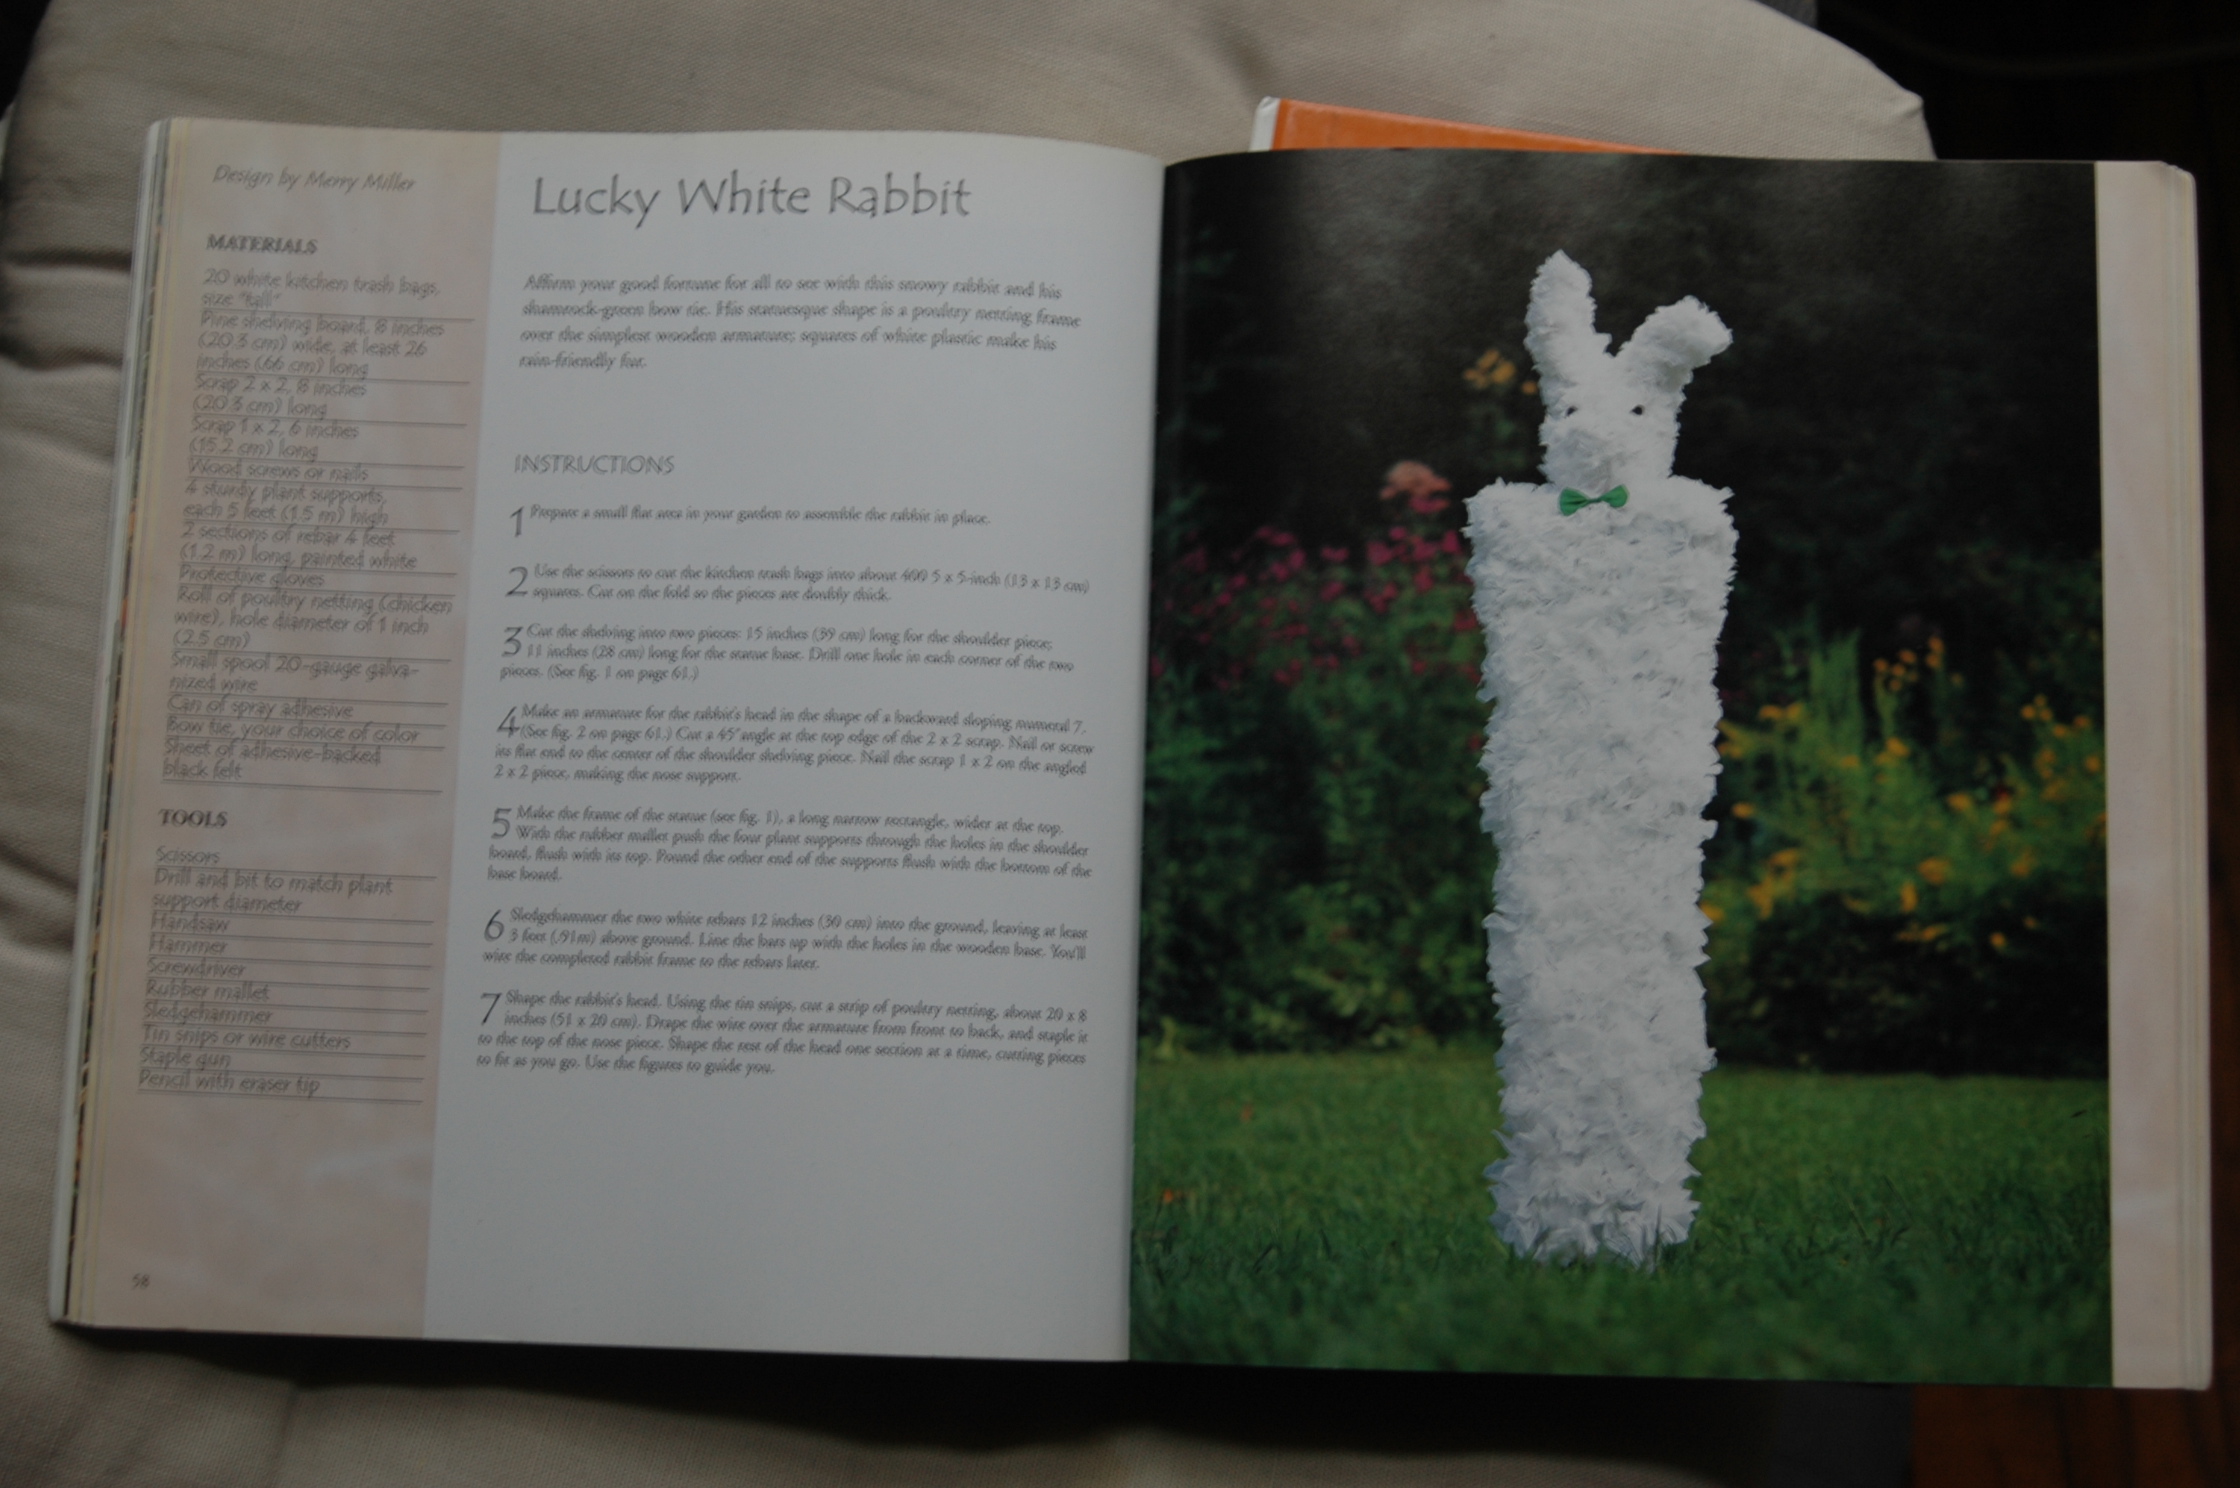 Design by Merry Miller
MATERIALS
20 white kitchen trash bags,
size "tall"
Pine shelving board, 8 inches
(20.3 cm) wide, at least 26
inches (66 cm) long
Scrap 2 x 2, 8 inches
(20.3 cm) long
Scrap 1 x 2, 6 inches
(15.2 cm) long
Wood screws or nails
4 sturdy plant supports,
each 5 feet (1.5 m) high
2 sections of rebar 4 feet
(1.2 m) long, painted white
Protective gloves
Roll of poultry netting (chicken
wire), hole diameter of 1 inch
(2.5 cm)
Small spool 20-gauge galva-
nized wire
Can of spray adhesive
Bow tie, your choice of color
Sheet of adhesive-backed
black felt
TOOLS
Scissors
Drill and bit to match plant
support diameter
Handsaw
Hammer
Screwdriver
Rubber mallet
Sledgehammer
Tin snips or wire cutters
Staple gun
Pencil with eraser tip
58
Lucky White Rabbit
Affirm your good fortune for all to see with this snowy rabbit and his
shamrock-green bow tie. His statuesque shape is a poultry netting frame
over the simplest wooden armature; squares of white plastic make his
rain-friendly fur.
INSTRUCTIONS
1 Prepare a small flat area in your garden to assemble the rabbit in place.
2 Use the scissors to cut the kitchen trash bags into about 400 5 x 5-inch (13 x 13 cm)
squares. Cut on the fold so the pieces are doubly thick.
3 Cut the shelving into two pieces: 15 inches (39 cm) long for the shoulder piece;
11 inches (28 cm) long for the statue base. Drill one hole in each corner of the two
pieces. (See fig. 1 on page 61.)
4 Make an armature for the rabbit's head in the shape of a backward sloping numeral 7.
(See fig. 2 on page 61.) Cut a 45° angle at the top edge of the 2 x 2 scrap. Nail or screw
its flat end to the center of the shoulder shelving piece. Nail the scrap 1 x 2 on the angled
2 x 2 piece, making the nose support.
5 Make the frame of the statue (see fig. 1), a long narrow rectangle, wider at the top.
With the rubber mallet push the four plant supports through the holes in the shoulder
board, flush with its top. Pound the other end of the supports flush with the bottom of the
base board.
6 Sledgehammer the two white rebars 12 inches (30 cm) into the ground, leaving at least
3 feet (.91m) above ground. Line the bars up with the holes in the wooden base. You'll
wire the completed rabbit frame to the rebars later.
7 Shape the rabbit's head. Using the tin snips, cut a strip of poultry netting, about 20 x 8
inches (51 x 20 cm). Drape the wire over the armature from front to back, and staple it
to the top of the nose piece. Shape the rest of the head one section at a time, cutting pieces
to fit as you go. Use the figures to guide you.